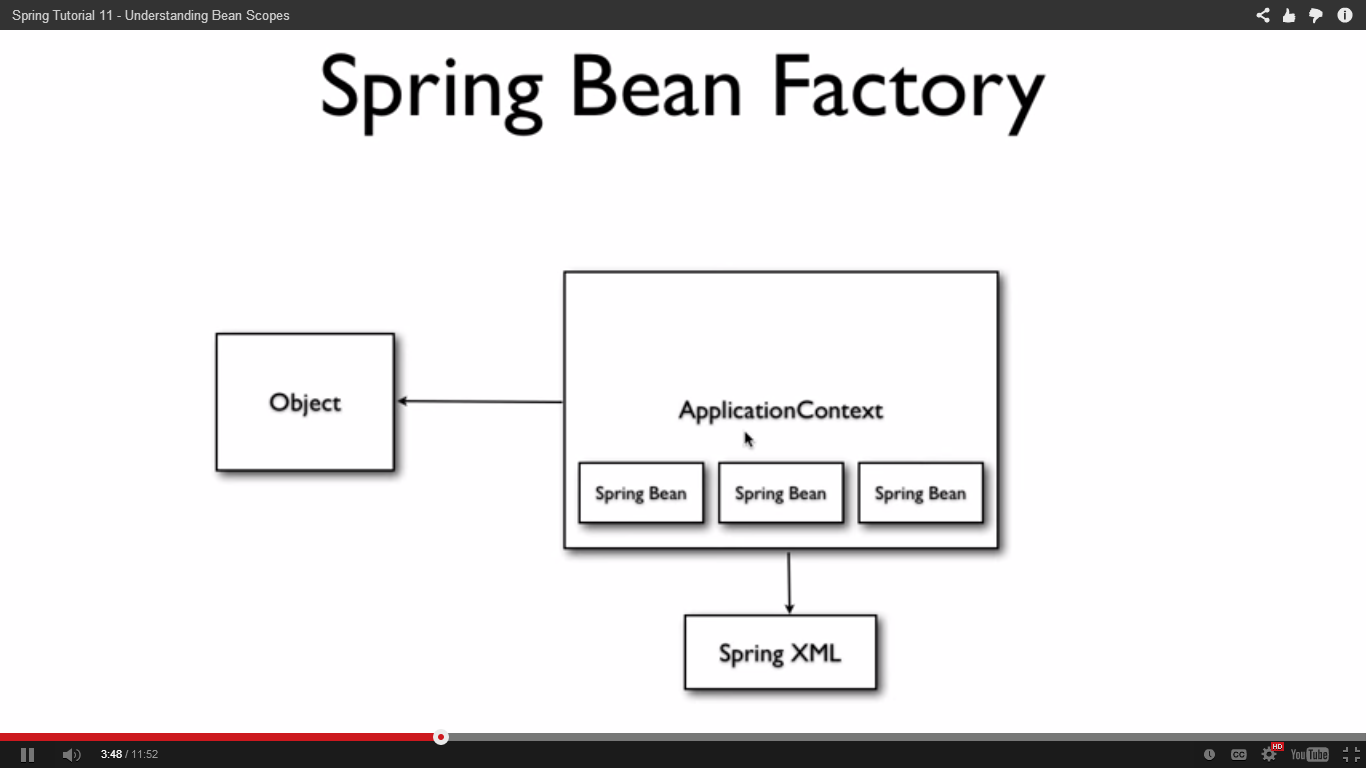 Spring Tutorial 11 - Understanding Bean Scopes
Spring Bean Factory
Object
ApplicationContext
Spring Bean
Spring Bean
Spring Bean
Spring XML
3:48 / 11:52
CC
HD
YouTube